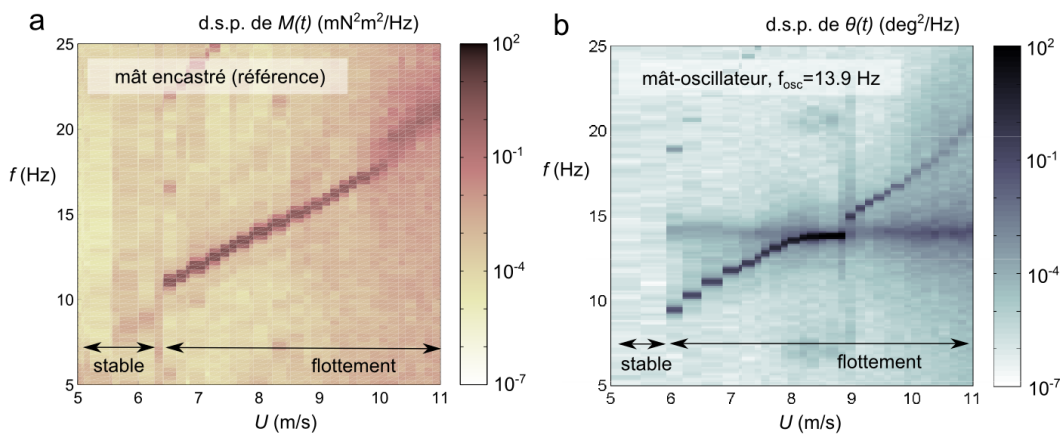 a
d.s.p. de M(t) (mN²m²/Hz)
25
20
15
10
5
f (Hz)
mât encastré (référence)
stable
flottement
5 6 7 8 9 10 11
U (m/s)
10²
10⁻¹
10⁻⁴
10⁻⁷
b
d.s.p. de θ(t) (deg²/Hz)
25
20
15
10
5
f (Hz)
mât-oscillateur, fosc=13.9 Hz
stable
flottement
5 6 7 8 9 10 11
U (m/s)
10²
10⁻¹
10⁻⁴
10⁻⁷